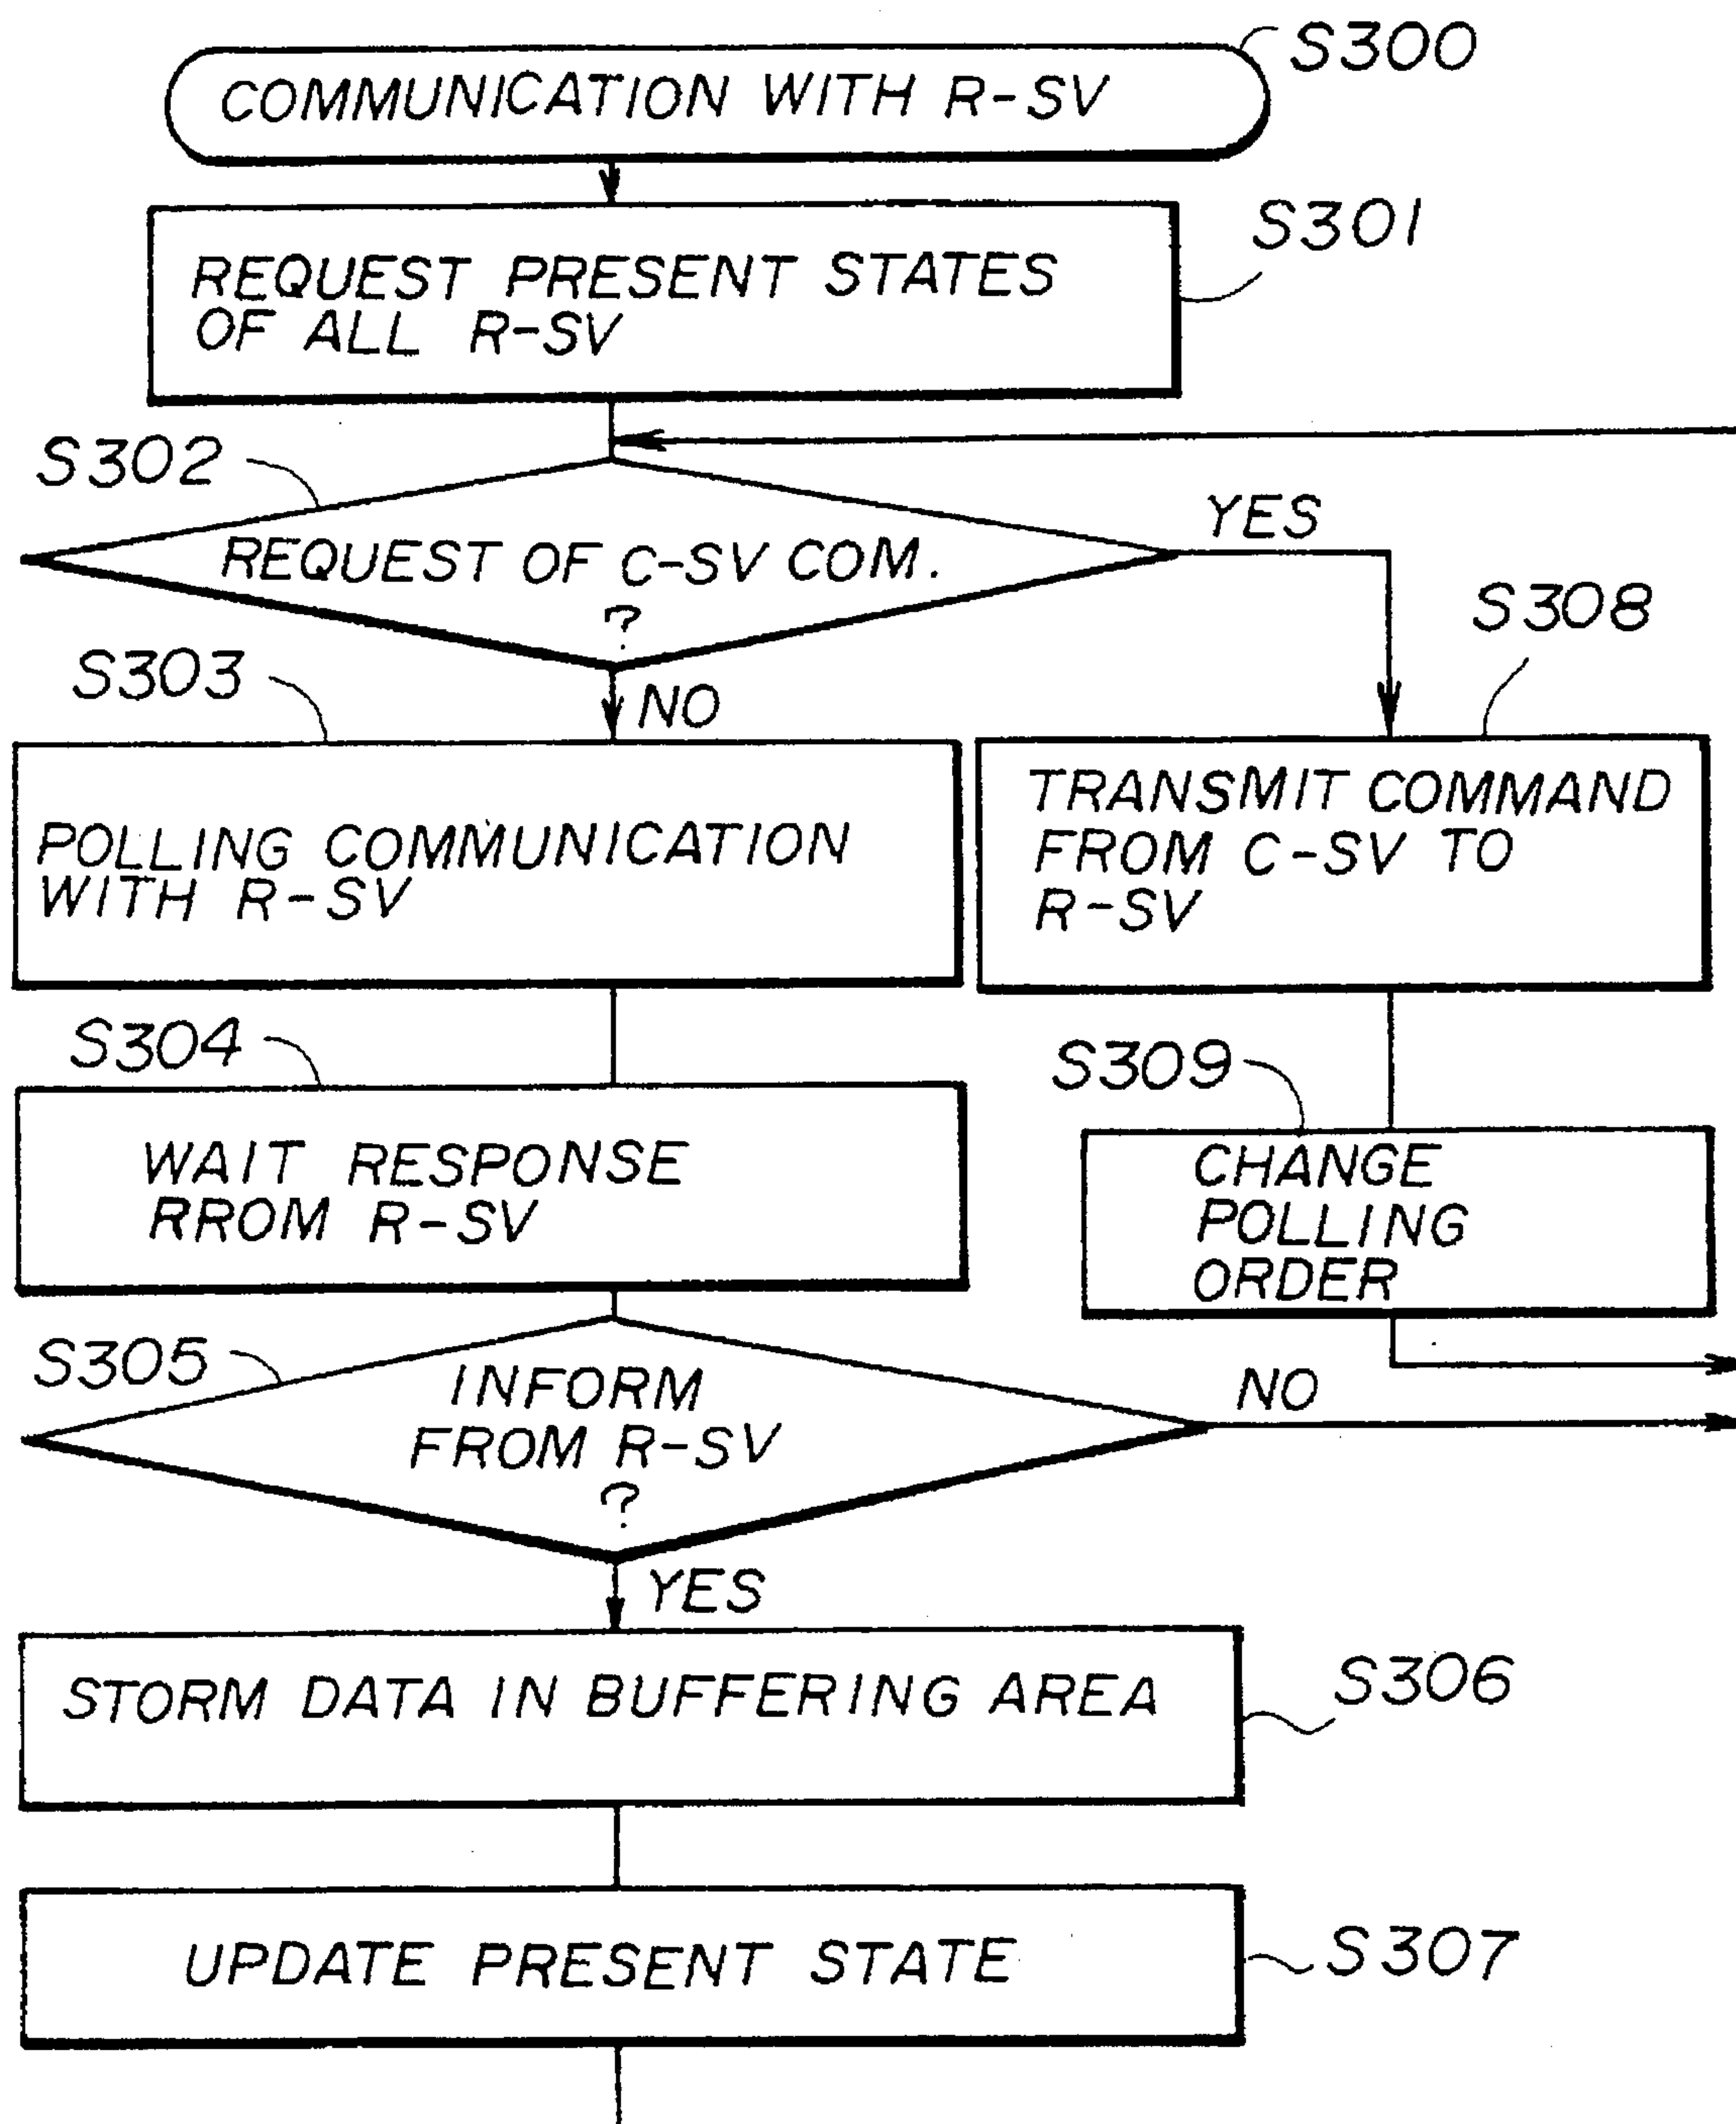 S300
COMMUNICATION WITH R-SV
S301
REQUEST PRESENT STATES
OF ALL R-SV
S302
REQUEST OF C-SV COM.
?
YES
NO
S303
POLLING COMMUNICATION
WITH R-SV
S308
TRANSMIT COMMAND
FROM C-SV TO
R-SV
S304
WAIT RESPONSE
RROM R-SV
S309
CHANGE
POLLING
ORDER
S305
INFORM
FROM R-SV
?
NO
YES
S306
STORM DATA IN BUFFERING AREA
S307
UPDATE PRESENT STATE